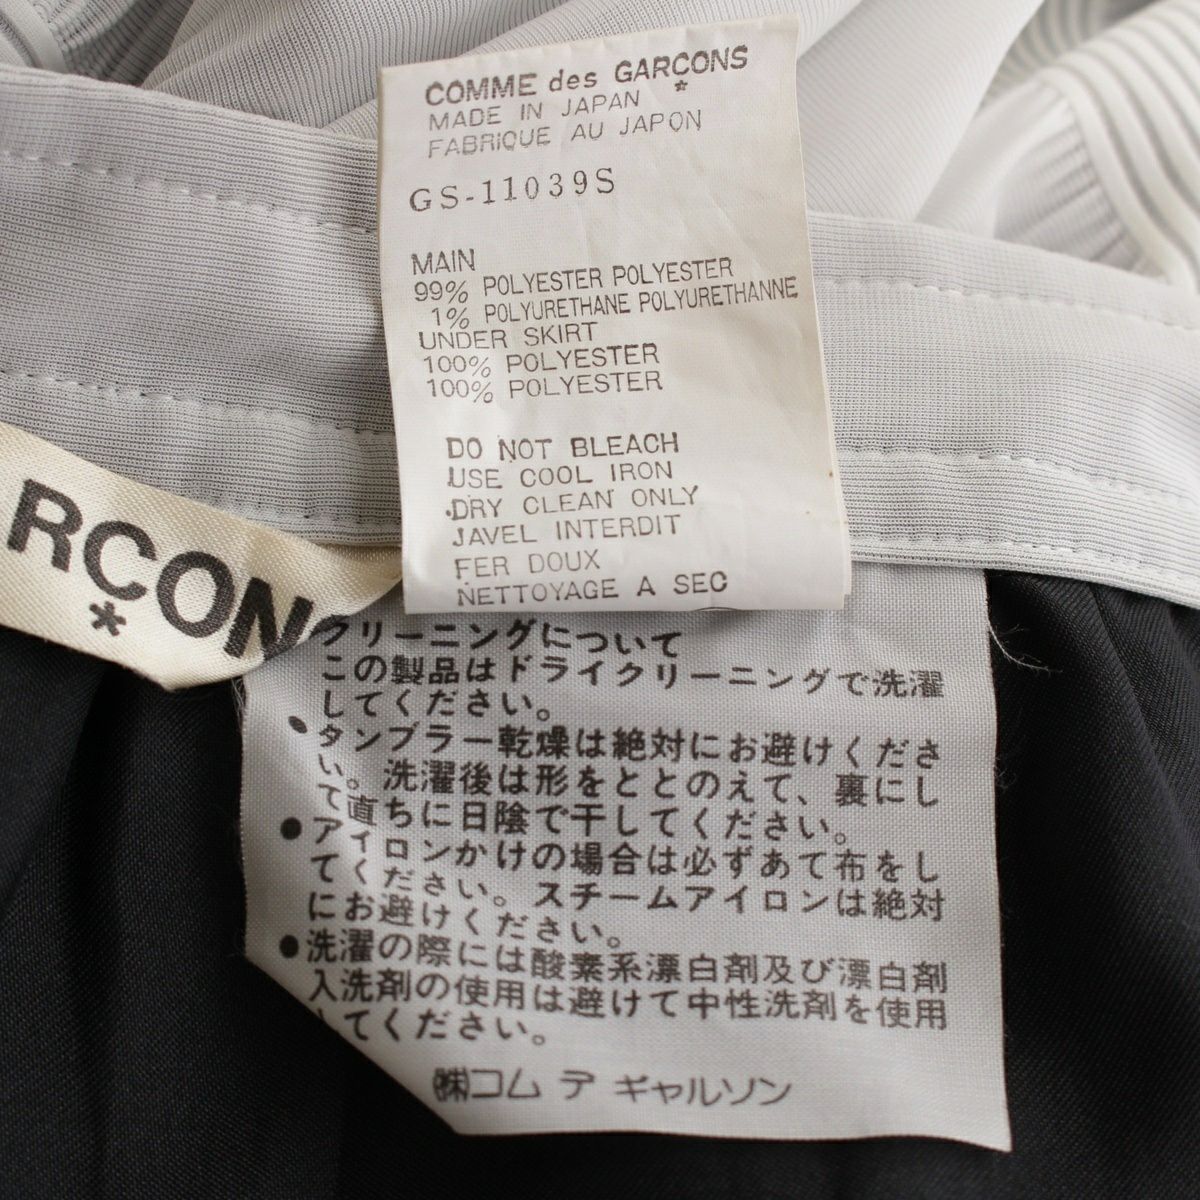 COMME des GARÇONS
*
MADE IN JAPAN
FABRIQUE AU JAPON
GS-11039S
MAIN
99% POLYESTER POLYESTER
1% POLYURETHANE POLYURETHANNE
UNDER SKIRT
100% POLYESTER
100% POLYESTER
DO NOT BLEACH
USE COOL IRON
DRY CLEAN ONLY
JAVEL INTERDIT
FER DOUX
NETTOYAGE A SEC
RÇON
*
クリーニングについて
この製品はドライクリーニングで洗濯
してください。
●タンブラー乾燥は絶対にお避けくださ
い。洗濯後は形をととのえて、裏にし
て直ちに日陰で干してください。
●アイロンかけの場合は必ずあて布をし
てください。スチームアイロンは絶対
にお避けください。
●洗濯の際には酸素系漂白剤及び漂白剤
入洗剤の使用は避けて中性洗剤を使用
してください。
㈱コム デ ギャルソン